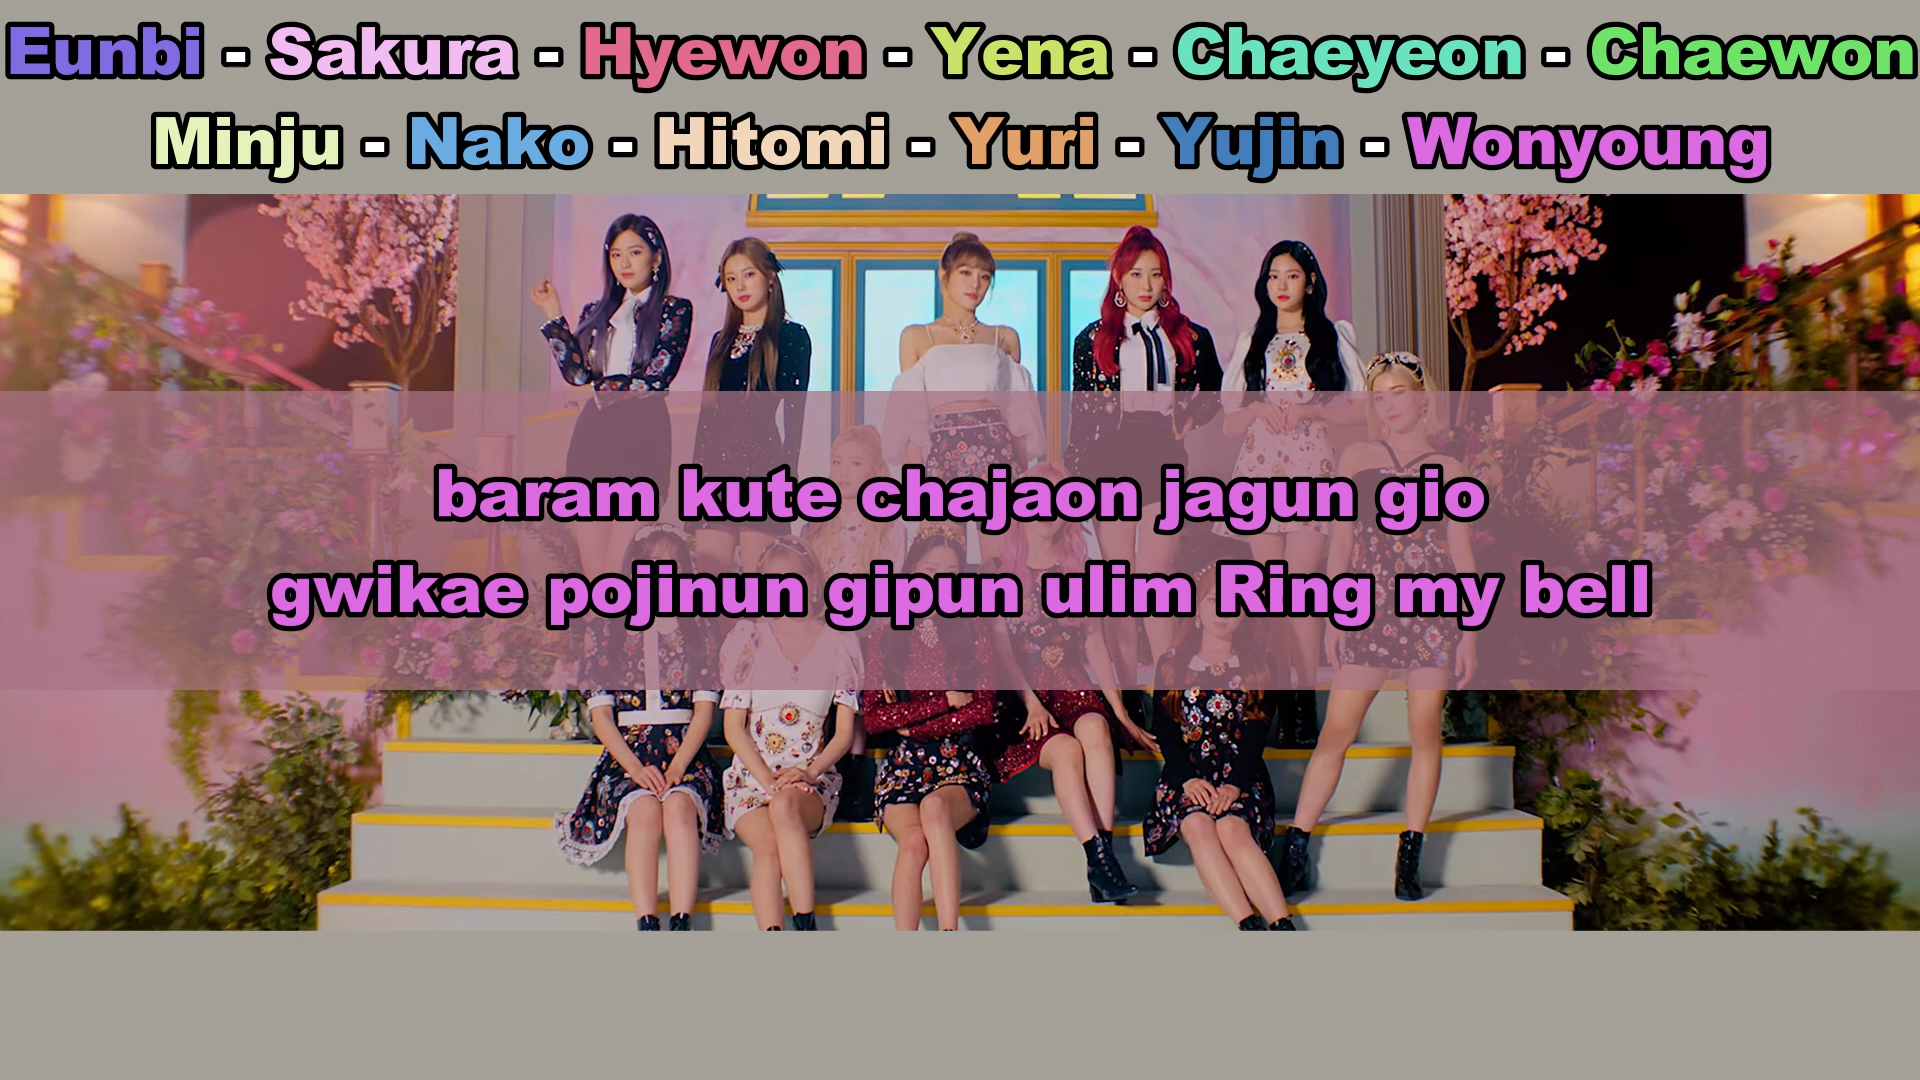 Eunbi - Sakura - Hyewon - Yena - Chaeyeon - Chaewon
Minju - Nako - Hitomi - Yuri - Yujin - Wonyoung
baram kute chajaon jagun gio
gwikae pojinun gipun ulim Ring my bell